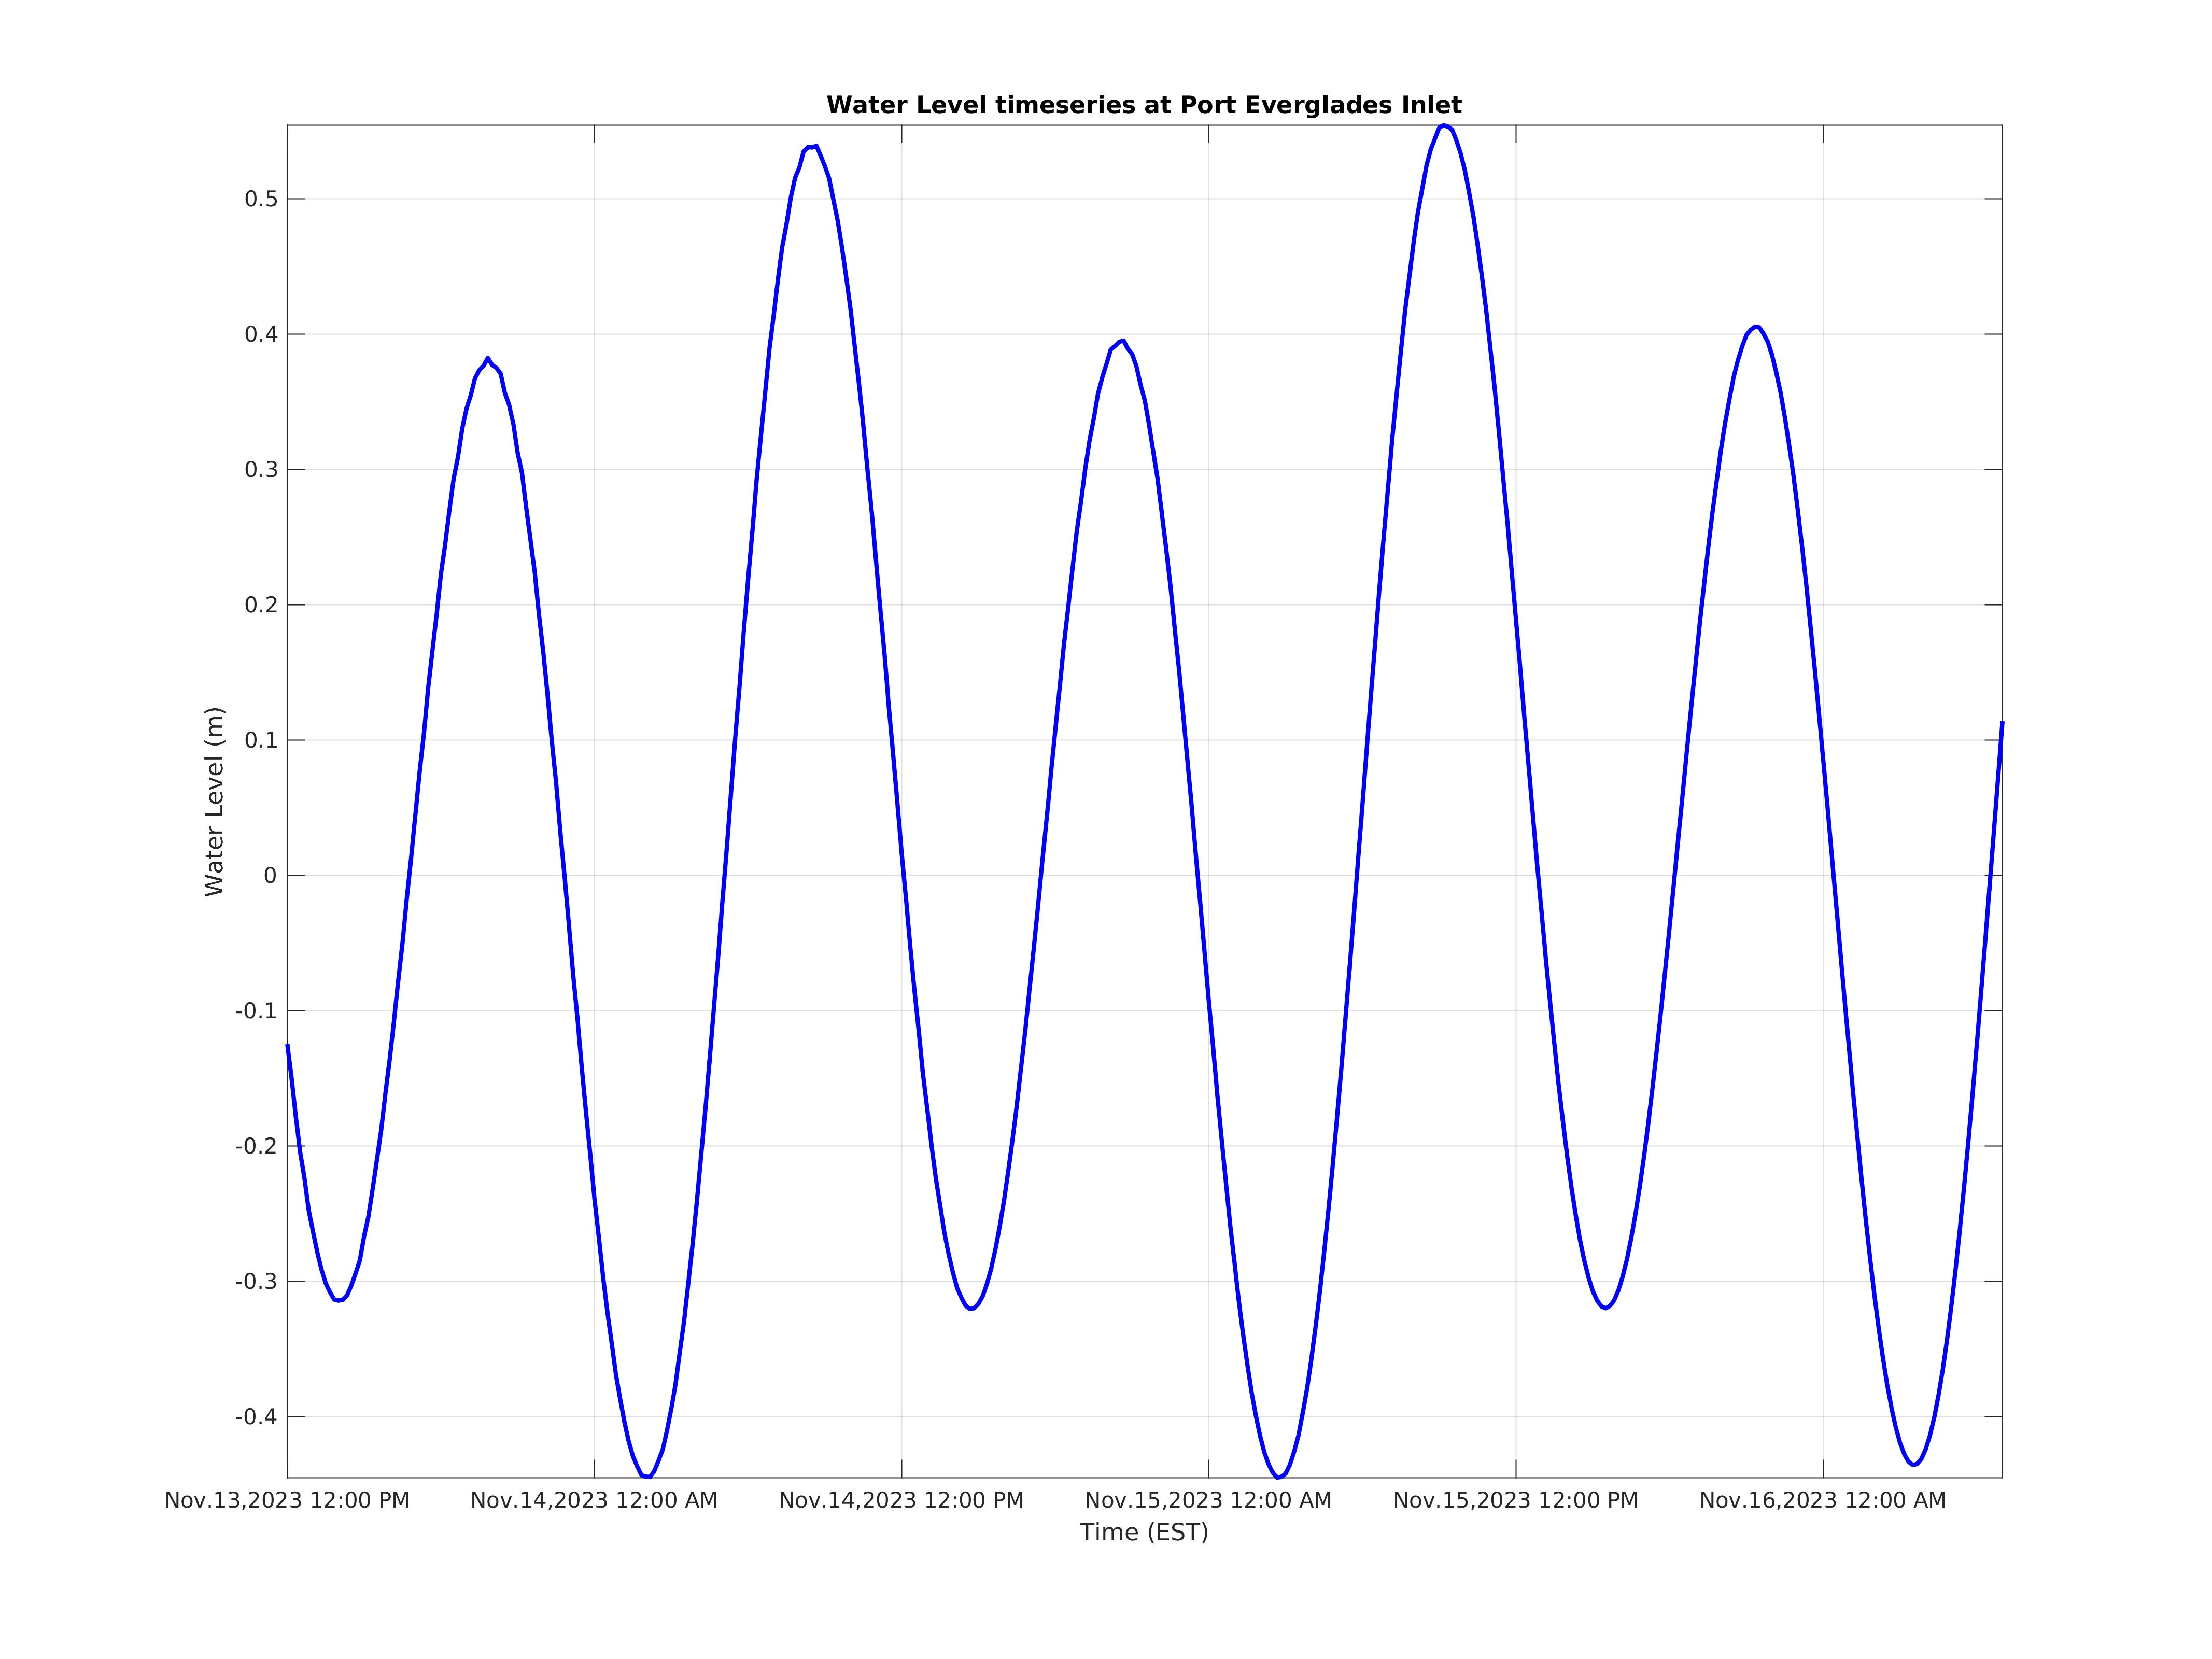 Water Level timeseries at Port Everglades Inlet
0.5
0.4
0.3
0.2
0.1
0
-0.1
-0.2
-0.3
-0.4
Water Level (m)
Nov.13,2023 12:00 PM
Nov.14,2023 12:00 AM
Nov.14,2023 12:00 PM
Nov.15,2023 12:00 AM
Nov.15,2023 12:00 PM
Nov.16,2023 12:00 AM
Time (EST)